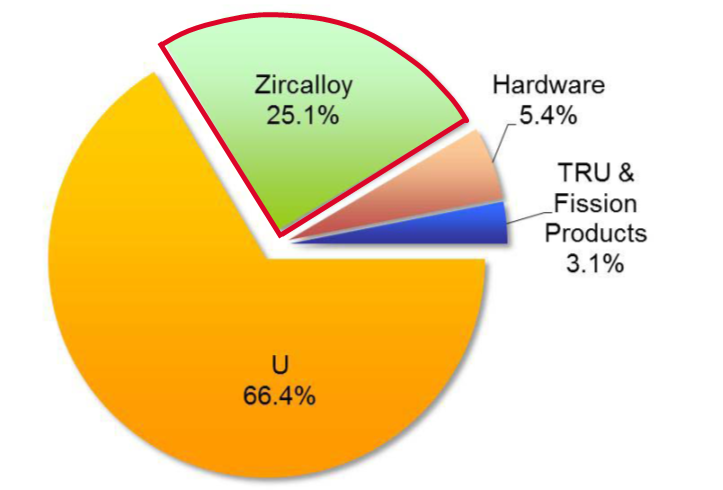 Zircalloy
25.1%
Hardware
5.4%
TRU &
Fission
Products
3.1%
U
66.4%